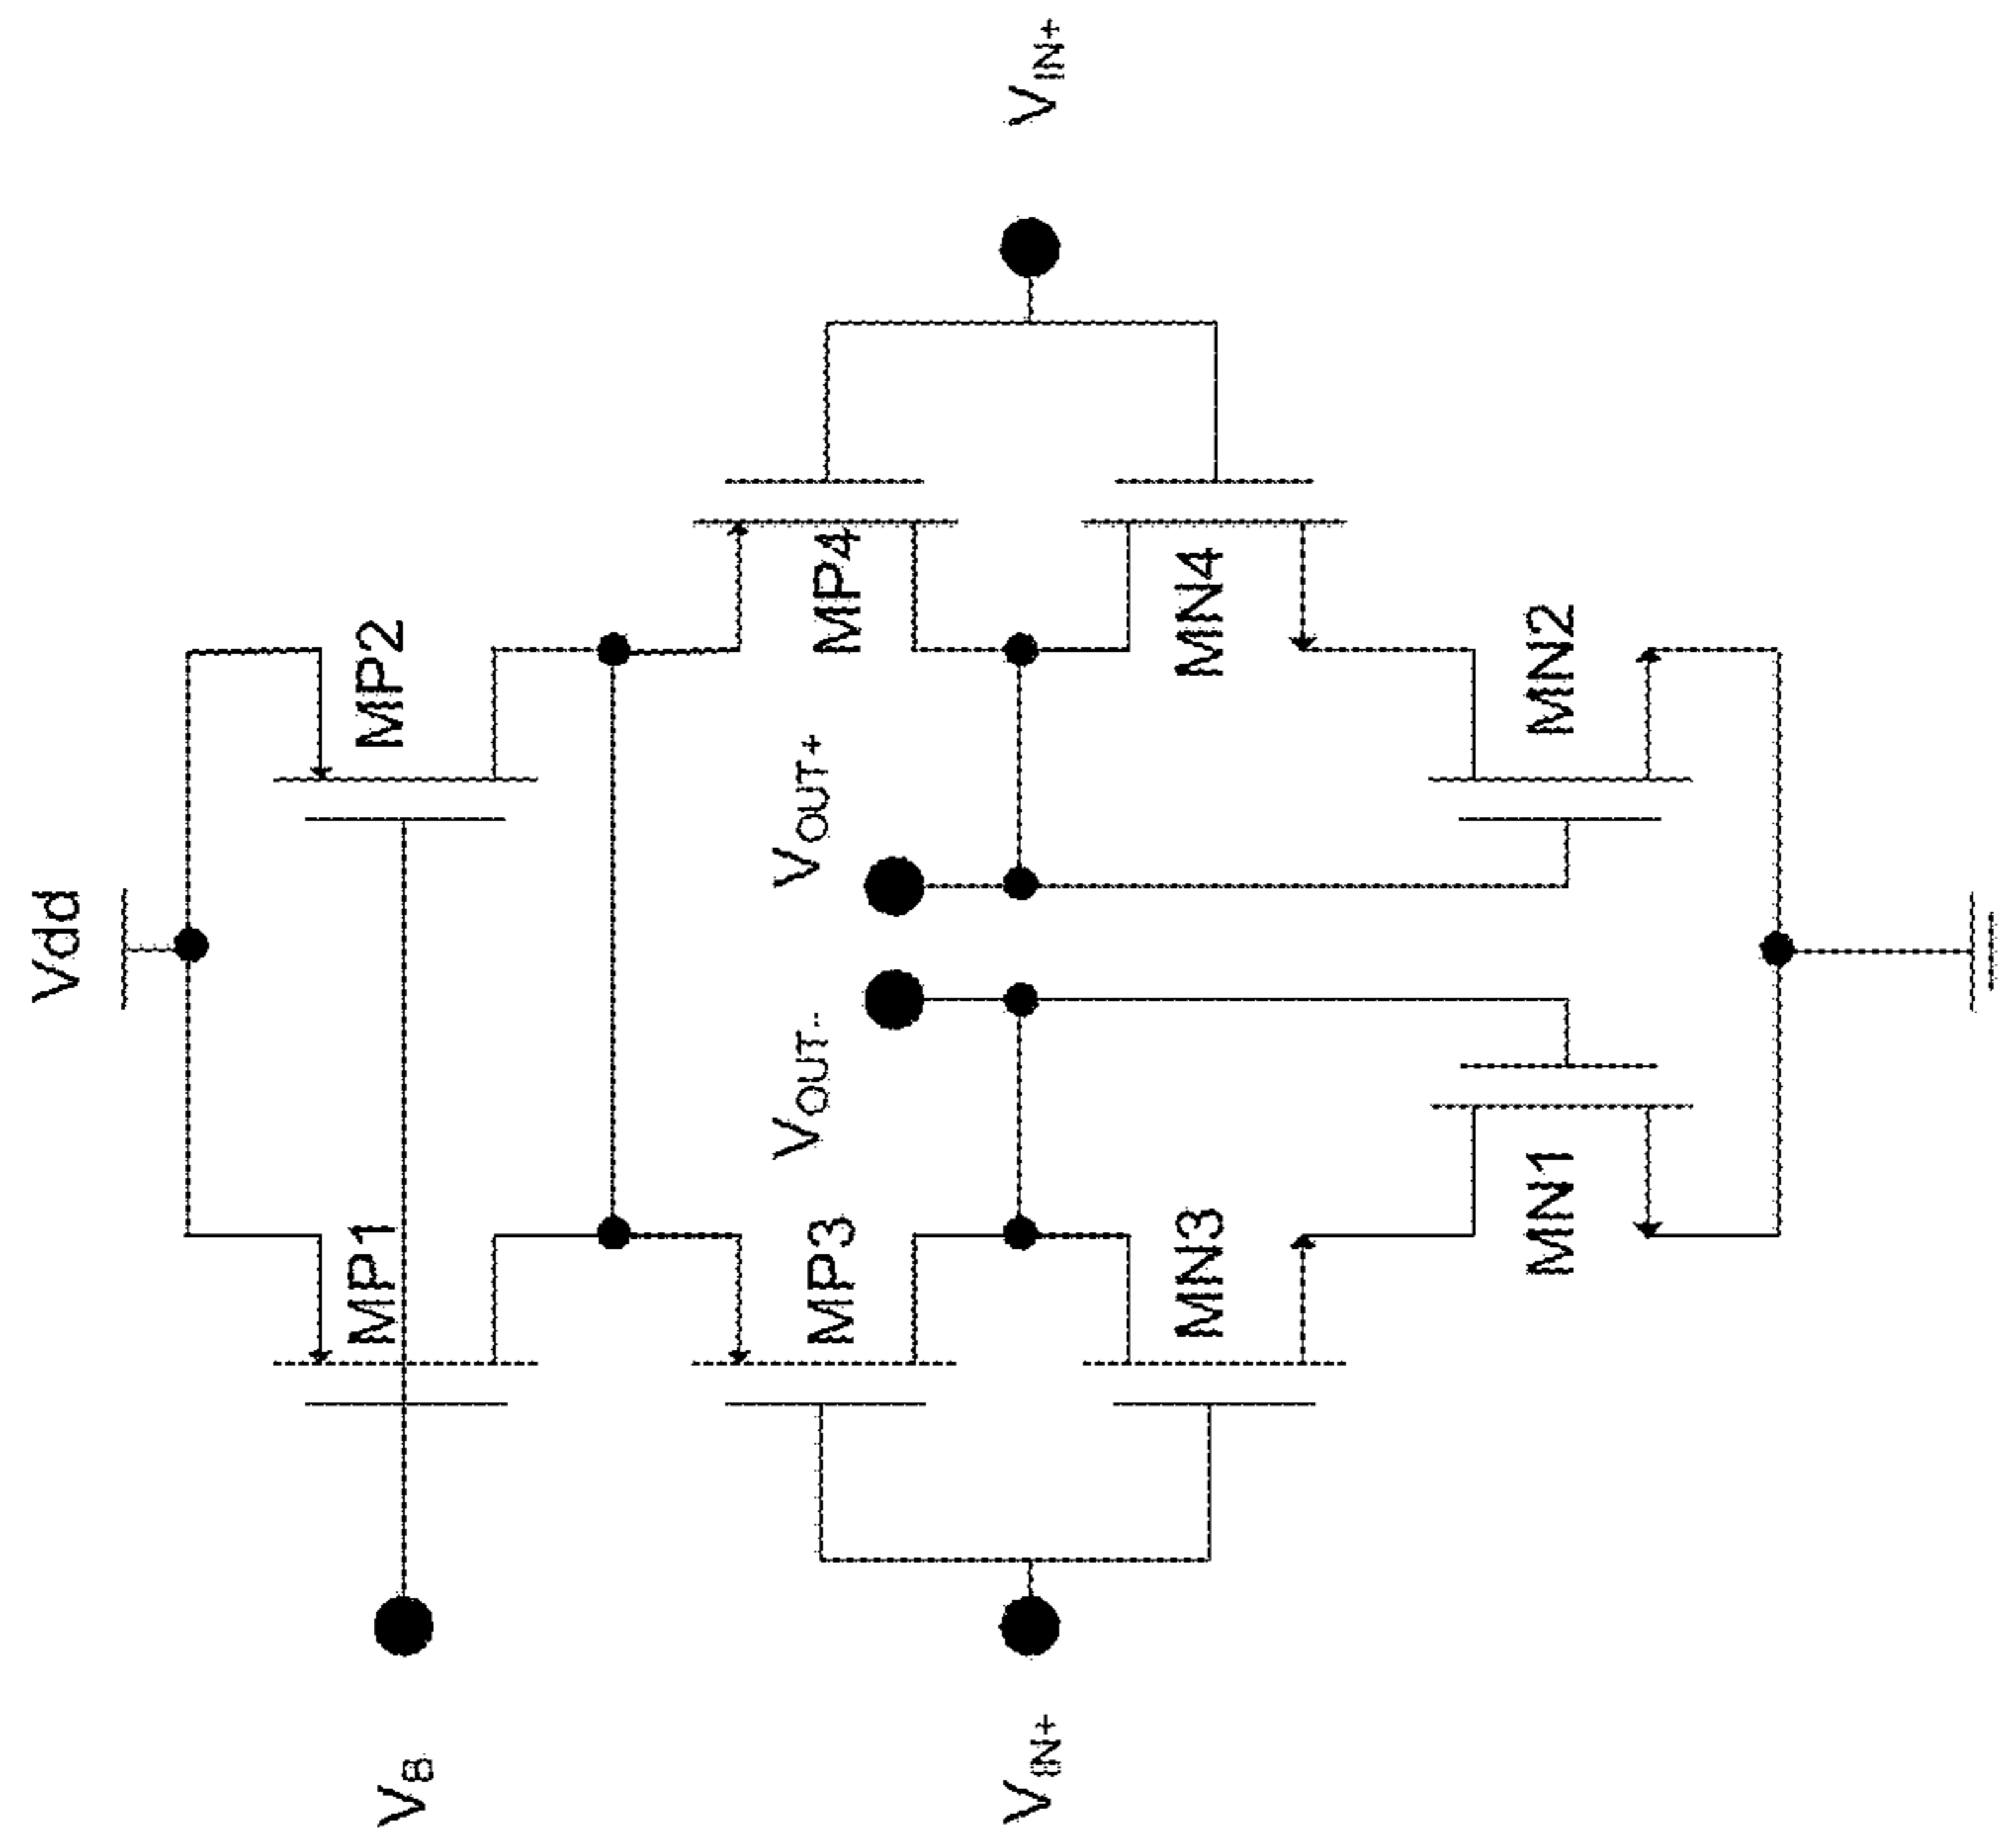 Vdd
MP1
MP2
VB
VOUT-
VOUT+
MP3
MP4
VIN+
VIN+
MN3
MN4
MN1
MN2